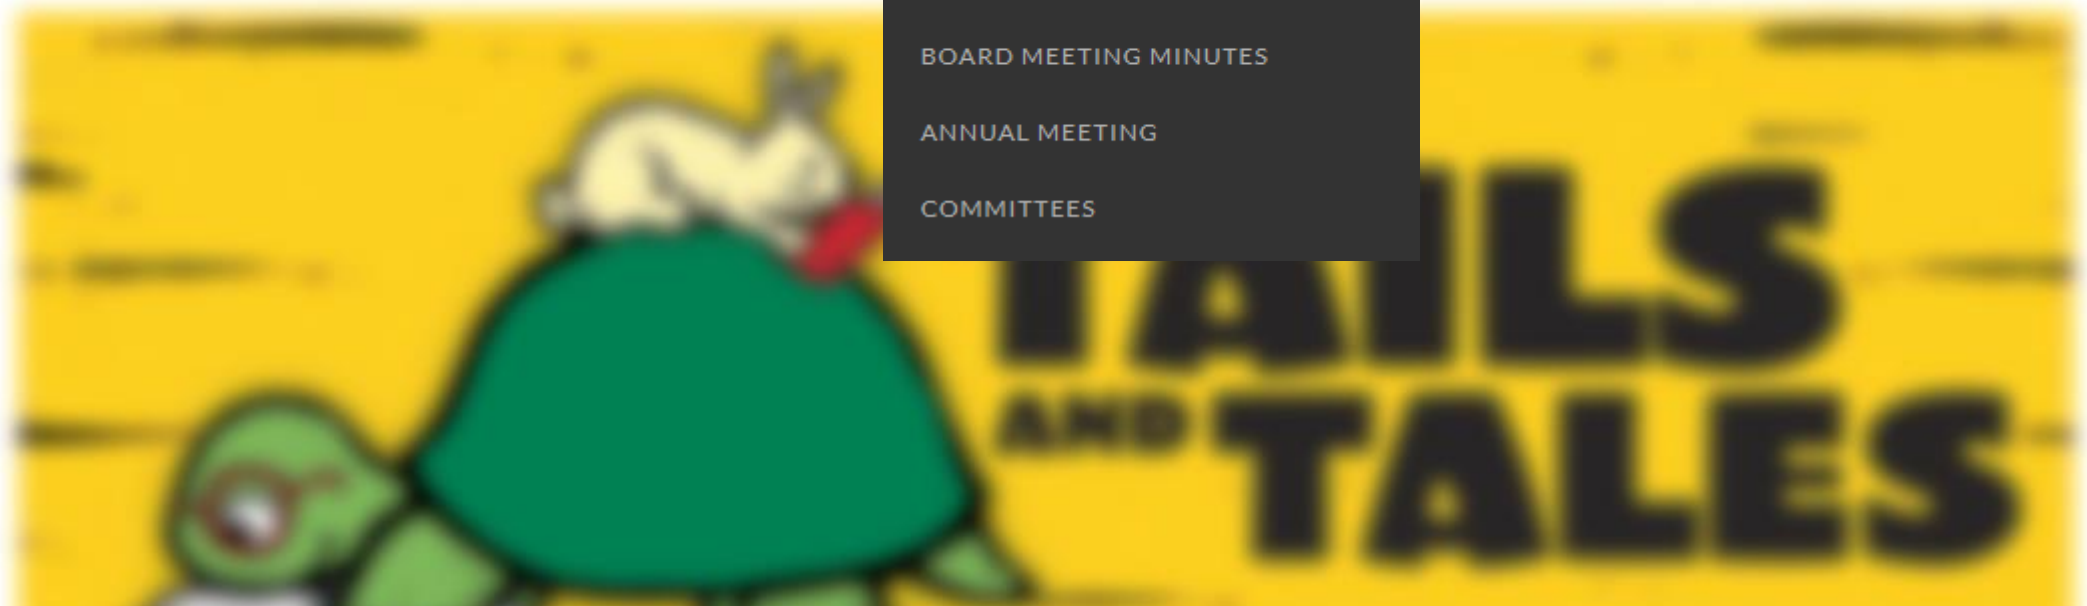 BOARD MEETING MINUTES
ANNUAL MEETING
COMMITTEES
TAILS
AND TALES